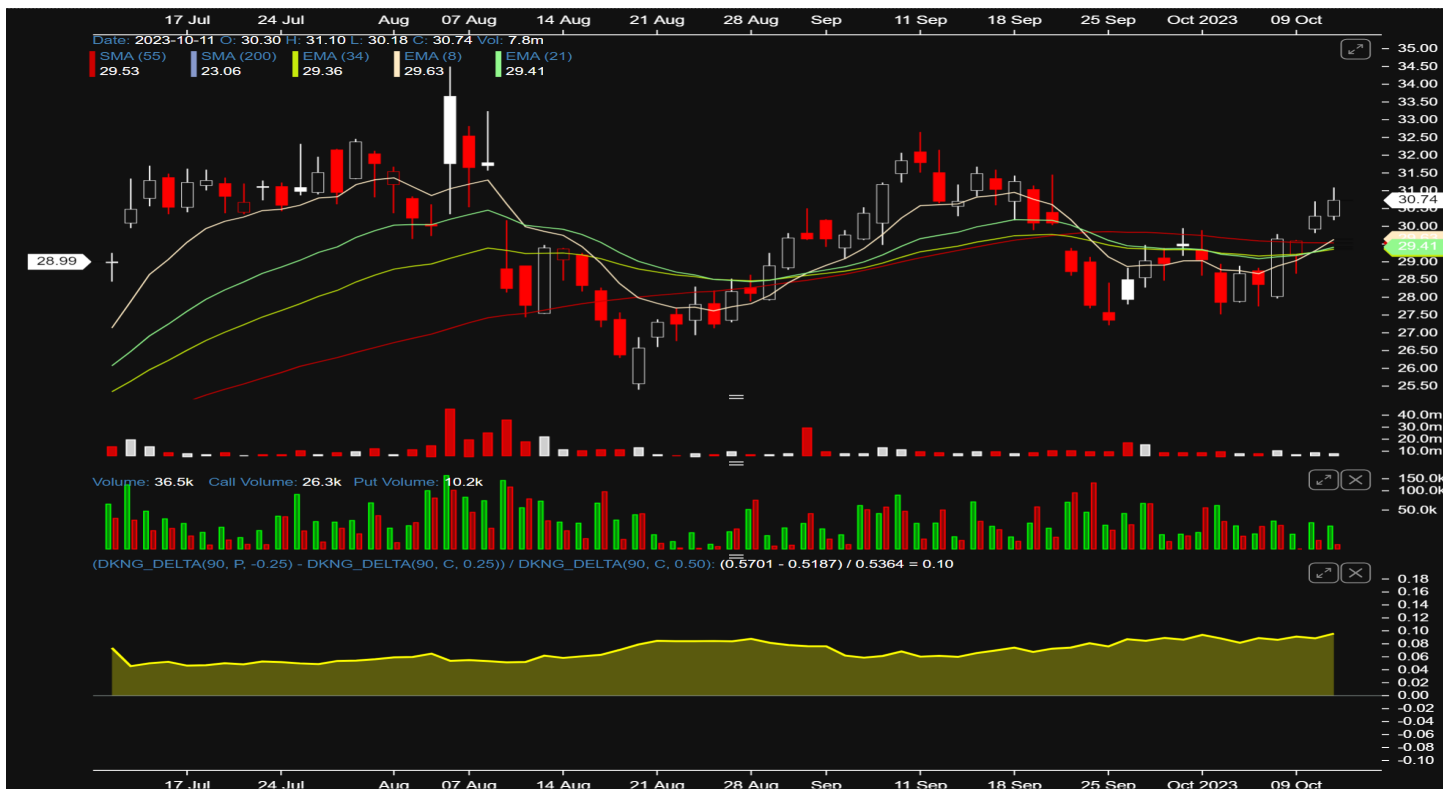 17 Jul 24 Jul Aug 07 Aug 14 Aug 21 Aug 28 Aug Sep 11 Sep 18 Sep 25 Sep Oct 2023 09 Oct
Date: 2023-10-11 O: 30.30 H: 31.10 L: 30.18 C: 30.74 Vol: 7.8m
SMA (55) SMA (200) EMA (34) EMA (8) EMA (21)
29.53 23.06 29.36 29.63 29.41
35.00
34.50
34.00
33.50
33.00
32.50
32.00
31.50
31.00
30.74
30.00
29.41
28.99
29.00
28.50
28.00
27.50
27.00
26.50
26.00
25.50
40.0m
30.0m
20.0m
10.0m
Volume: 36.5k Call Volume: 26.3k Put Volume: 10.2k
150.0k
100.0k
50.0k
(DKNG_DELTA(90, P, -0.25) - DKNG_DELTA(90, C, 0.25)) / DKNG_DELTA(90, C, 0.50): (0.5701 - 0.5187) / 0.5364 = 0.10
0.18
0.16
0.14
0.12
0.10
0.08
0.06
0.04
0.02
0.00
-0.02
-0.04
-0.06
-0.08
-0.10
17 Jul 24 Jul Aug 07 Aug 14 Aug 21 Aug 28 Aug Sep 11 Sep 18 Sep 25 Sep Oct 2023 09 Oct